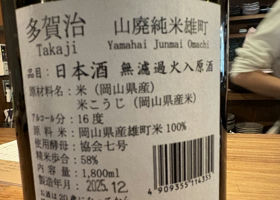 多賀治 山廃純米雄町
Takaji Yamahai Junmai Omachi
品目：日本酒 無濾過火入原酒
原材料名：米（岡山県産）
米こうじ（岡山県産）
アルコール分：16度
原料米：岡山県産雄町米100%
使用酵母：協会七号
精米歩合：58%
内容量：1,800ml
製造年月：2025.12
4909355114353